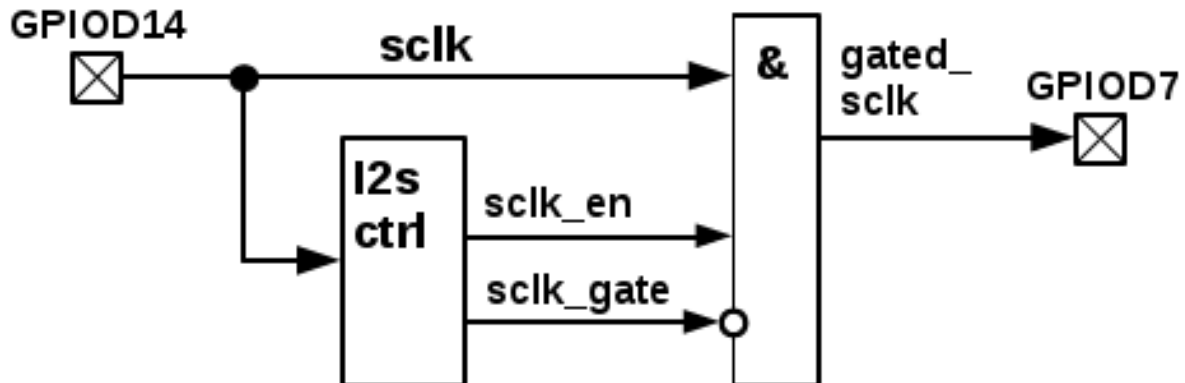 GPIOD14
sclk
&
gated_
sclk
GPIOD7
I2s
ctrl
sclk_en
sclk_gate